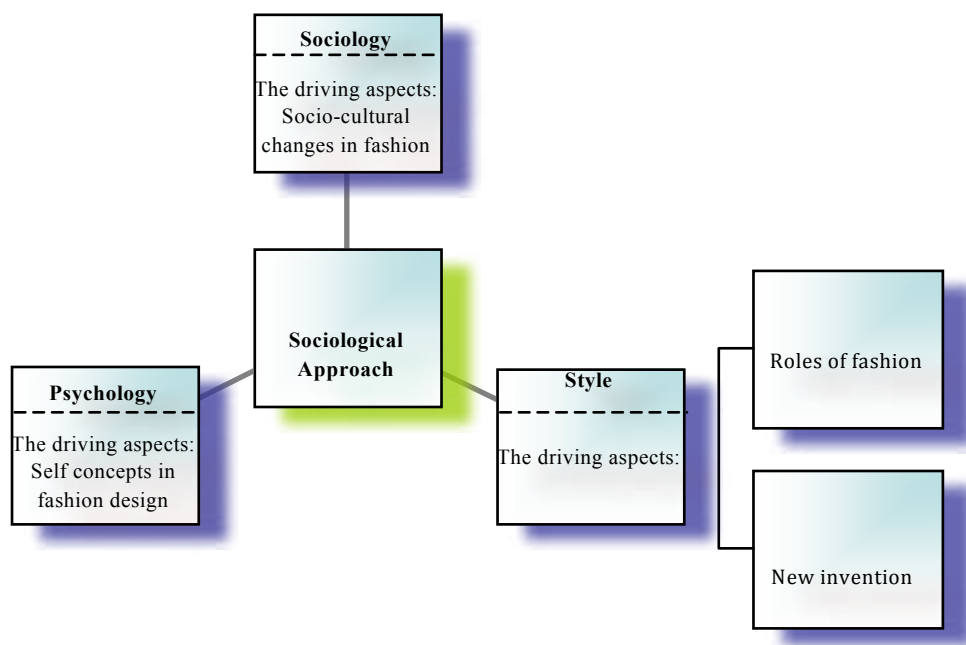 Sociology
The driving aspects:
Socio-cultural
changes in fashion
Sociological
Approach
Psychology
The driving aspects:
Self concepts in
fashion design
Style
The driving aspects:
Roles of fashion
New invention